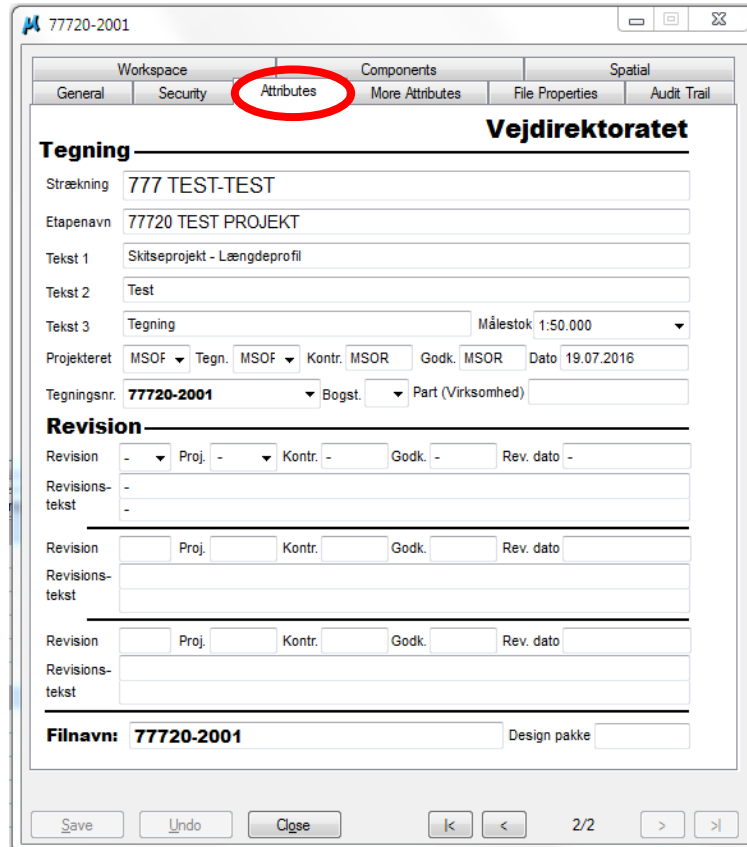 77720-2001
Workspace Components Spatial
General Security Attributes More Attributes File Properties Audit Trail
Vejdirektoratet
Tegning
Strækning 777 TEST-TEST
Etapenavn 77720 TEST PROJEKT
Tekst 1 Skitseprojekt - Længdeprofil
Tekst 2 Test
Tekst 3 Tegning Målestok 1:50.000
Projekteret MSOF Tegn. MSOF Kontr. MSOR Godk. MSOR Dato 19.07.2016
Tegningsnr. 77720-2001 Bogst. Part (Virksomhed)
Revision
Revision - Proj. - Kontr. - Godk. - Rev. dato -
Revisions- -
tekst -
Revision Proj. Kontr. Godk. Rev. dato
Revisions-
tekst
Revision Proj. Kontr. Godk. Rev. dato
Revisions-
tekst
Filnavn: 77720-2001 Design pakke
Save Undo Close |< < 2/2 > >|